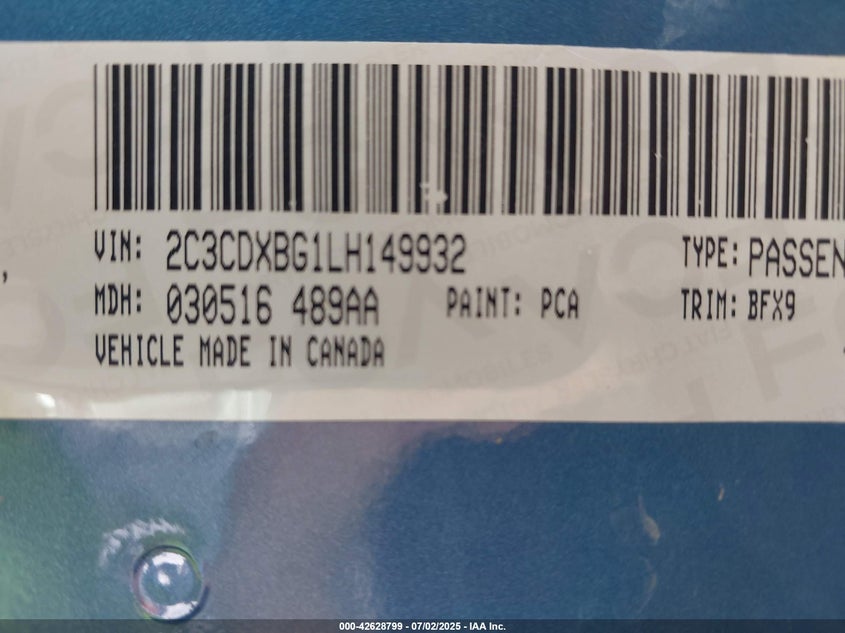 VIN: 2C3CDXBG1LH149932 TYPE: PASSEN
MDH: 030516 489AA PAINT: PCA TRIM: BFX9
VEHICLE MADE IN CANADA
000-42628799 - 07/02/2025 - IAA Inc.